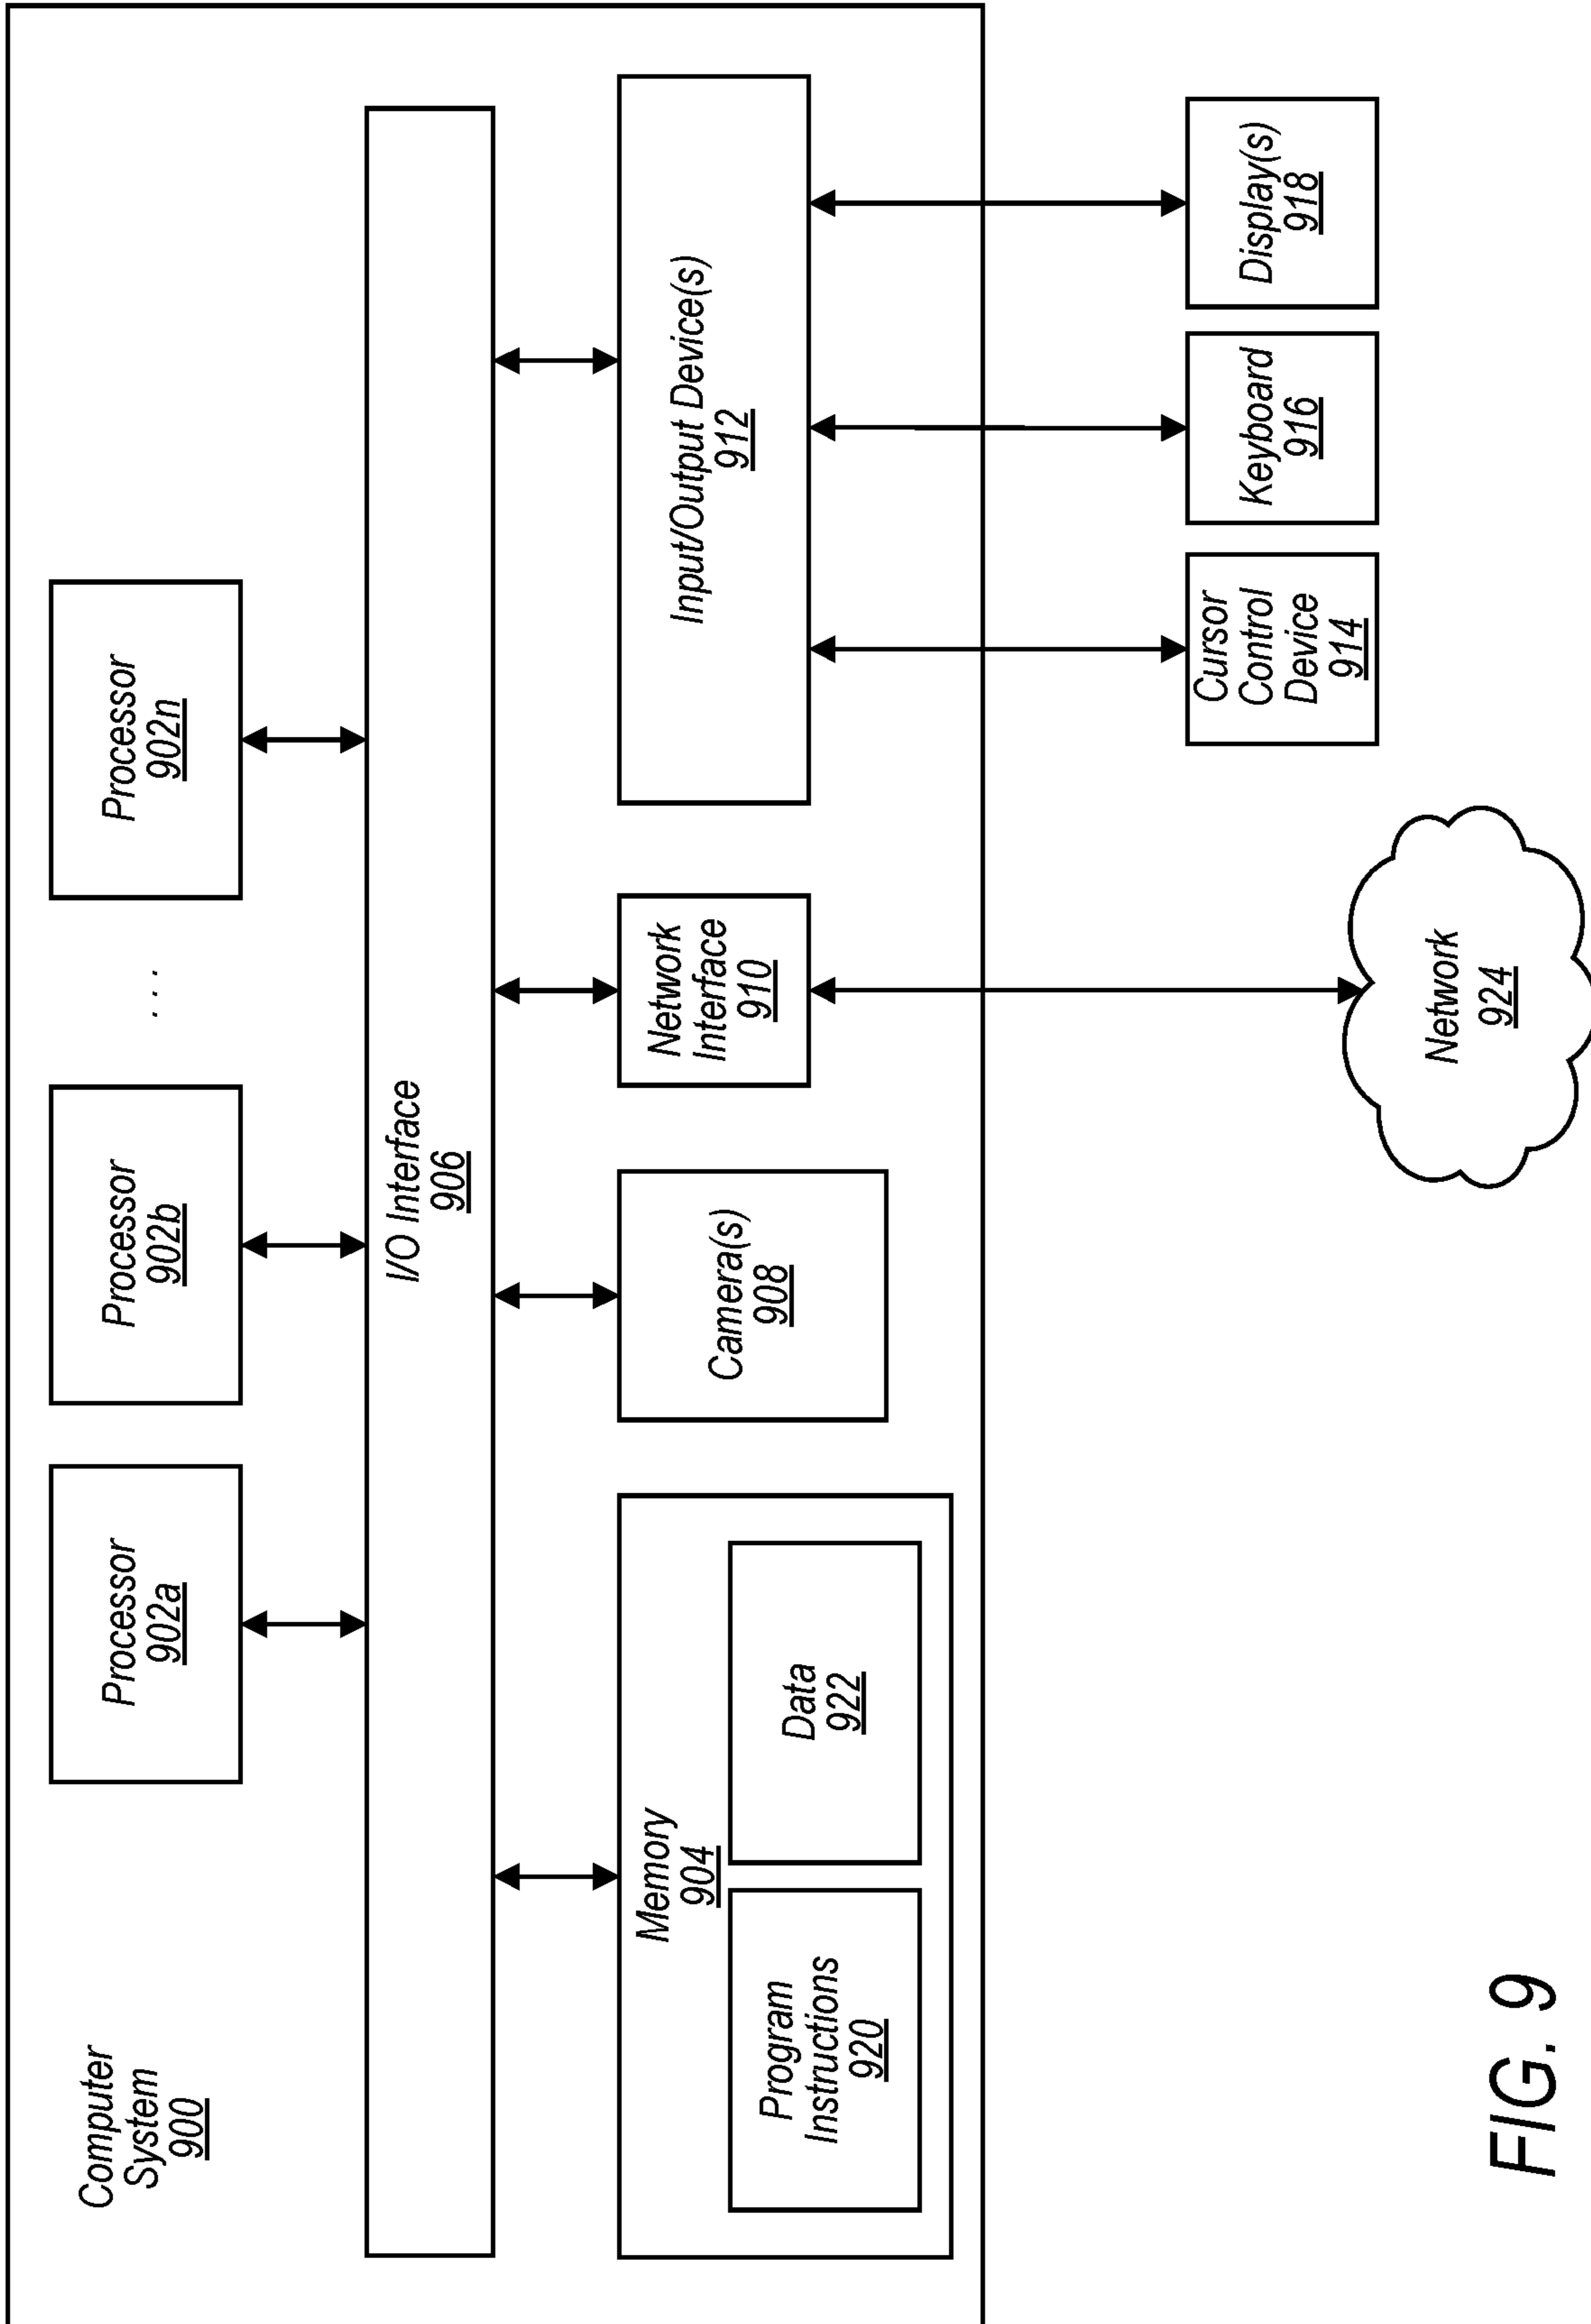 Computer
System
900
Processor
902a
Processor
902b
. . .
Processor
902n
I/O Interface
906
Memory
904
Program
Instructions
920
Data
922
Camera(s)
908
Network
Interface
910
Input/Output Device(s)
912
Network
924
Cursor
Control
Device
914
Keyboard
916
Display(s)
918
FIG. 9